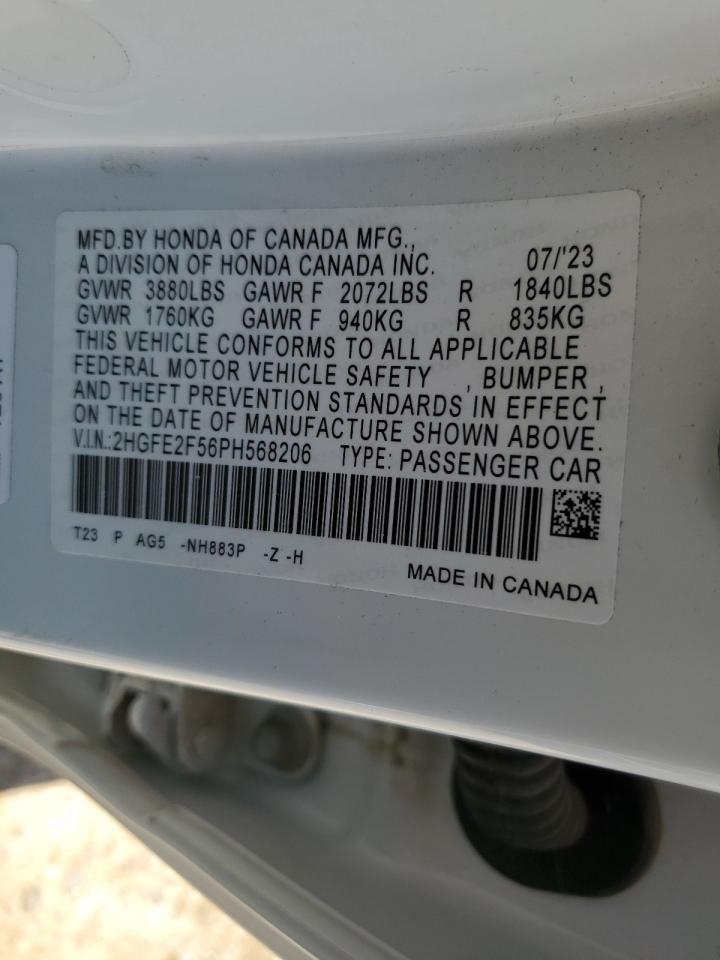 MFD.BY HONDA OF CANADA MFG.,
A DIVISION OF HONDA CANADA INC. 07/'23
GVWR 3880LBS GAWR F 2072LBS R 1840LBS
GVWR 1760KG GAWR F 940KG R 835KG
THIS VEHICLE CONFORMS TO ALL APPLICABLE
FEDERAL MOTOR VEHICLE SAFETY , BUMPER ,
AND THEFT PREVENTION STANDARDS IN EFFECT
ON THE DATE OF MANUFACTURE SHOWN ABOVE.
V.I.N.:2HGFE2F56PH568206 TYPE: PASSENGER CAR
T23 P AG5 -NH883P -Z -H
MADE IN CANADA